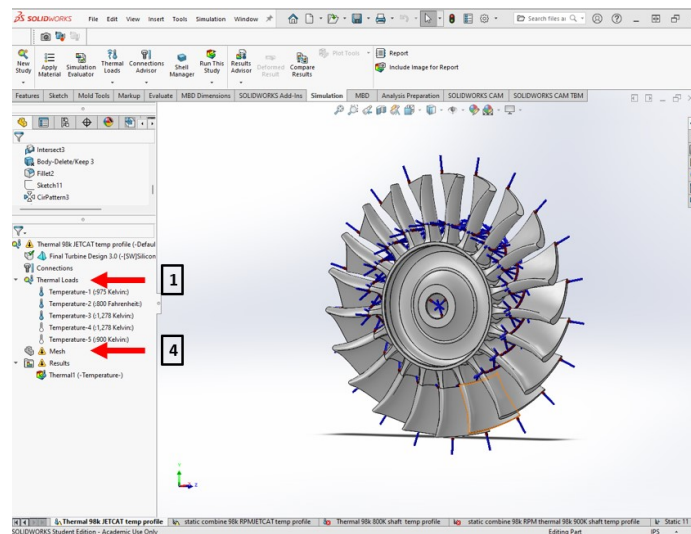 SOLIDWORKS File Edit View Insert Tools Simulation Window Search files
New Study Apply Material Simulation Evaluator Thermal Loads Connections Advisor Shell Manager Run This Study Results Advisor Deformed Result Compare Results Plot Tools Report
Include Image for Report
Features Sketch Mold Tools Markup Evaluate MBD Dimensions SOLIDWORKS Add-Ins Simulation MBD Analysis Preparation SOLIDWORKS CAM SOLIDWORKS CAM TBM
Intersect3
Body-Delete/Keep 3
Fillet2
Sketch11
CirPattern3
Thermal 98k JETCAT temp profile (-Defaul
Final Turbine Design 3.0 (-[SW]Silicon
Connections
Thermal Loads
1
Temperature-1 (:975 Kelvin:)
Temperature-2 (:800 Fahrenheit:)
Temperature-3 (:1,278 Kelvin:)
Temperature-4 (:1,278 Kelvin:)
Temperature-5 (:900 Kelvin:)
Mesh
4
Results
Thermal1 (-Temperature-)
Thermal 98k JETCAT temp profile static combine 98k RPMJETCAT temp profile Thermal 98k 800K shaft temp profile static combine 98k RPM thermal 98k 900K shaft temp profile Static 11
SOLIDWORKS Student Edition - Academic Use Only Editing Part IPS